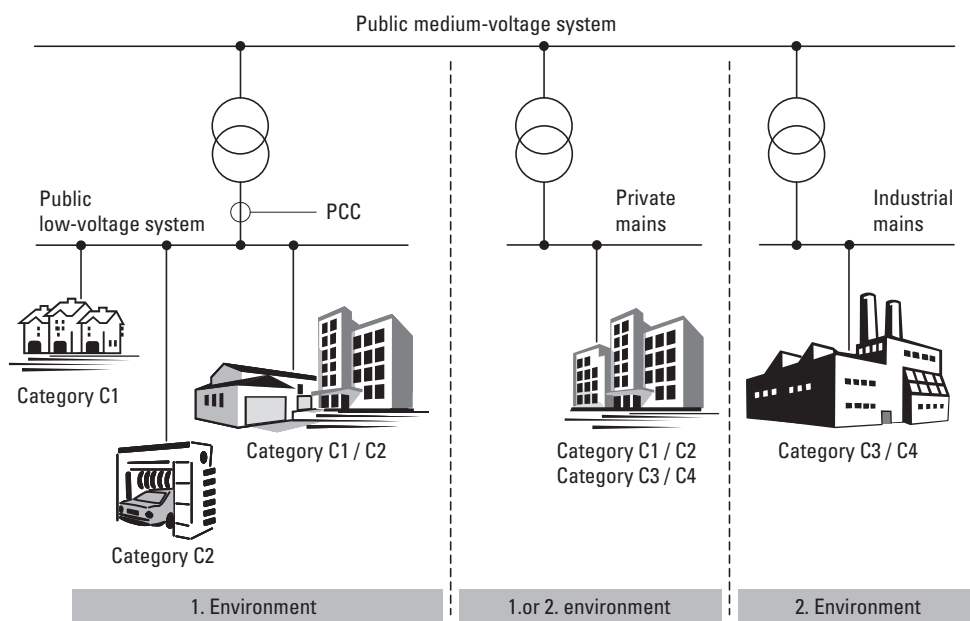 Public medium-voltage system
Public
low-voltage system
PCC
Private
mains
Industrial
mains
Category C1
Category C1 / C2
Category C2
Category C1 / C2
Category C3 / C4
Category C3 / C4
1. Environment
1.or 2. environment
2. Environment